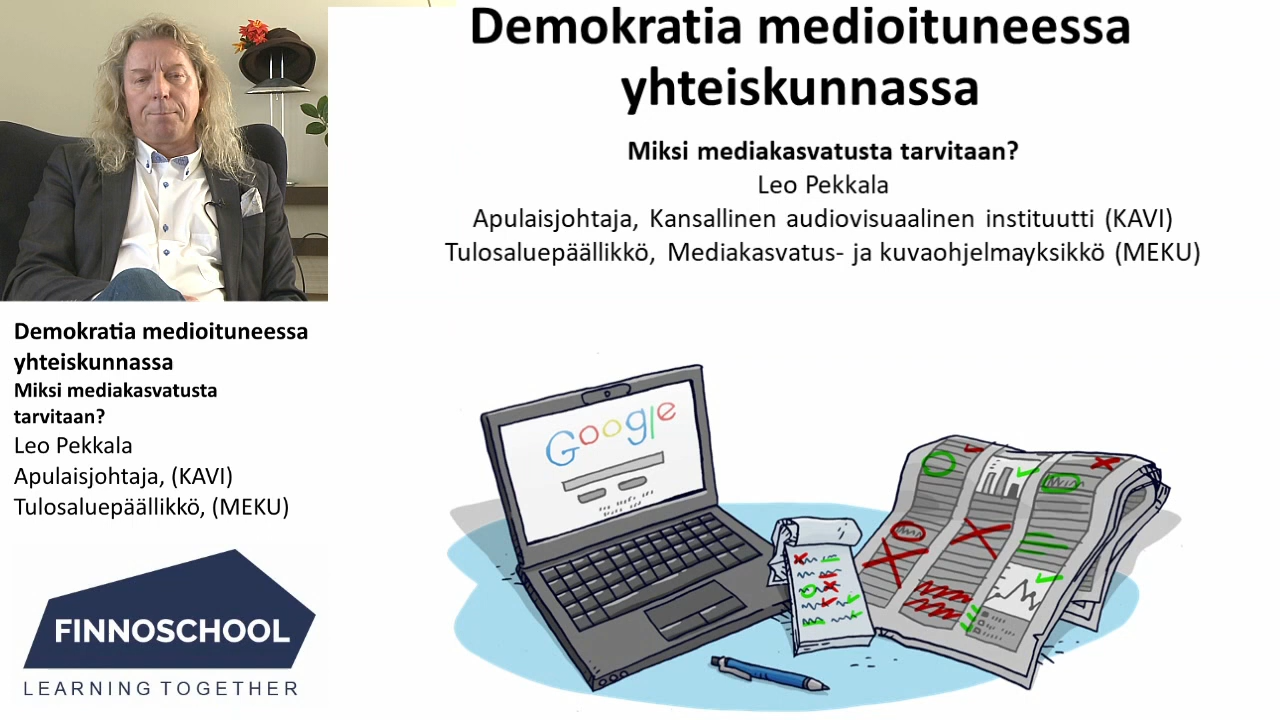 Demokratia medioituneessa
yhteiskunnassa
Miksi mediakasvatusta tarvitaan?
Leo Pekkala
Apulaisjohtaja, Kansallinen audiovisuaalinen instituutti (KAVI)
Tulosaluepäällikkö, Mediakasvatus- ja kuvaohjelmayksikkö (MEKU)
Demokratia medioituneessa
yhteiskunnassa
Miksi mediakasvatusta
tarvitaan?
Leo Pekkala
Apulaisjohtaja, (KAVI)
Tulosaluepäällikkö, (MEKU)
FINNOSCHOOL
LEARNING TOGETHER
Google